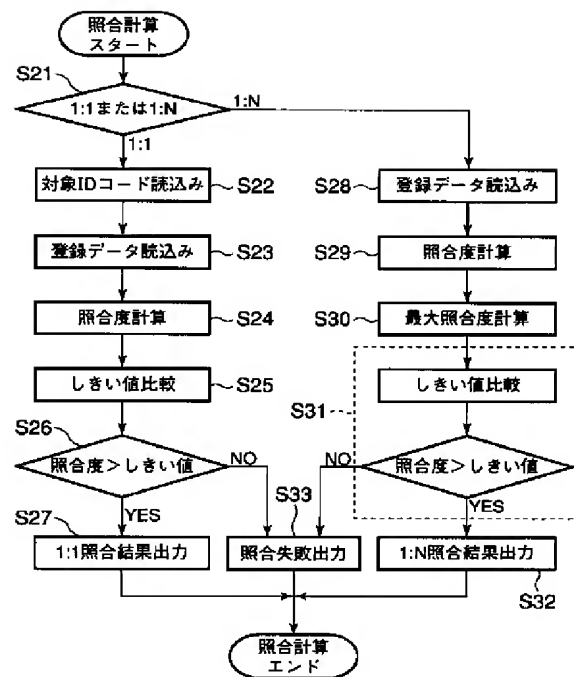 照合計算
スタート
S21
1:1または1:N
1:N
1:1
対象IDコード読込み
S22
登録データ読込み
S23
照合度計算
S24
しきい値比較
S25
S26
照合度>しきい値
NO
YES
S27
1:1照合結果出力
S28
登録データ読込み
S29
照合度計算
S30
最大照合度計算
S31
しきい値比較
照合度>しきい値
NO
YES
S33
照合失敗出力
1:N照合結果出力
S32
照合計算
エンド